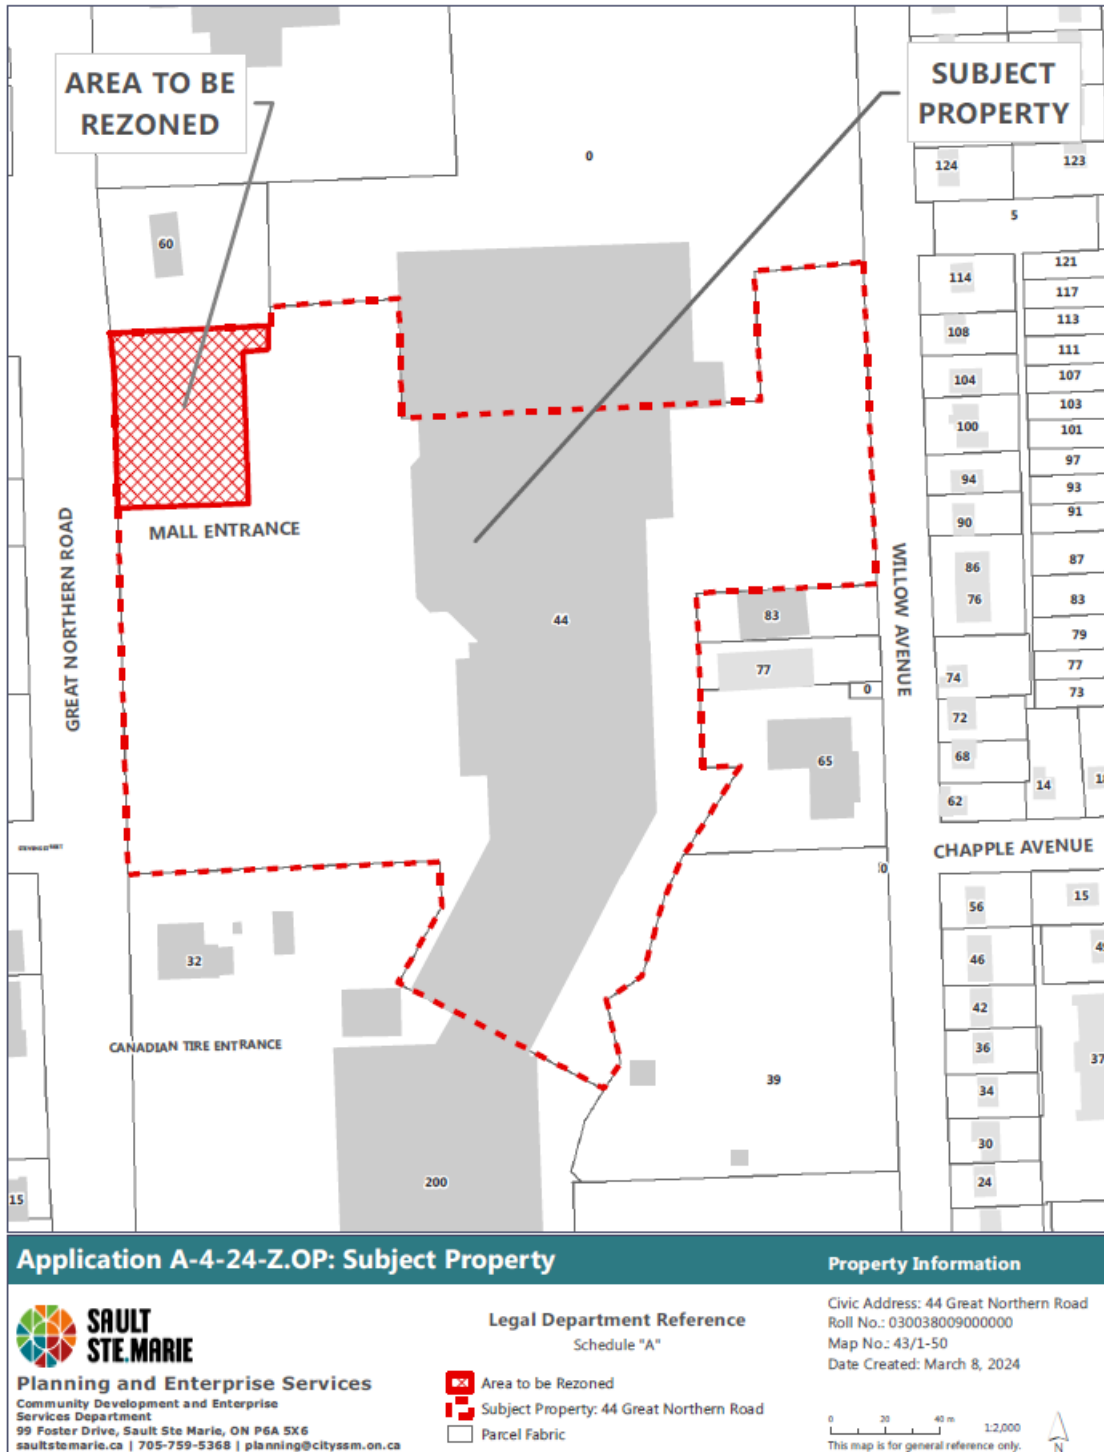 AREA TO BE
REZONED
SUBJECT
PROPERTY
0
124
123
5
60
114
121
117
108
113
111
104
107
103
100
101
97
94
93
91
90
MALL ENTRANCE
GREAT NORTHERN ROAD
WILLOW AVENUE
86
87
76
83
44
83
79
77
77
74
0
73
72
68
65
14
62
CHAPPLE AVENUE
0
56
15
46
32
42
CANADIAN TIRE ENTRANCE
36
37
39
34
30
200
24
15
Application A-4-24-Z.OP: Subject Property
Property Information
SAULT
STE.MARIE
Planning and Enterprise Services
Community Development and Enterprise
Services Department
99 Foster Drive, Sault Ste Marie, ON P6A 5X6
saultstemarie.ca | 705-759-5368 | planning@cityssm.on.ca
Legal Department Reference
Schedule "A"
Area to be Rezoned
Subject Property: 44 Great Northern Road
Parcel Fabric
Civic Address: 44 Great Northern Road
Roll No.: 030038009000000
Map No.: 43/1-50
Date Created: March 8, 2024
0 20 40 m
1:2,000
This map is for general reference only.
N